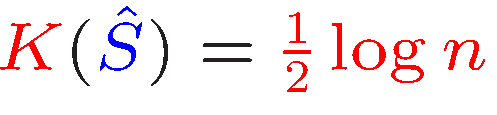 K(Ŝ) = ½ log n